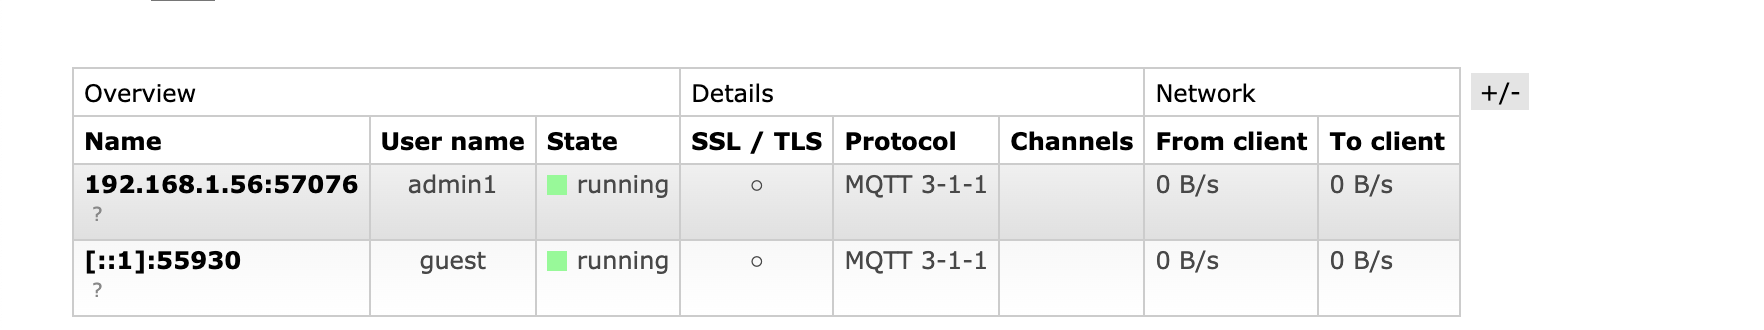 Overview Details Network +/-
Name User name State SSL / TLS Protocol Channels From client To client
192.168.1.56:57076 admin1 running ○ MQTT 3-1-1 0 B/s 0 B/s
?
[::1]:55930 guest running ○ MQTT 3-1-1 0 B/s 0 B/s
?